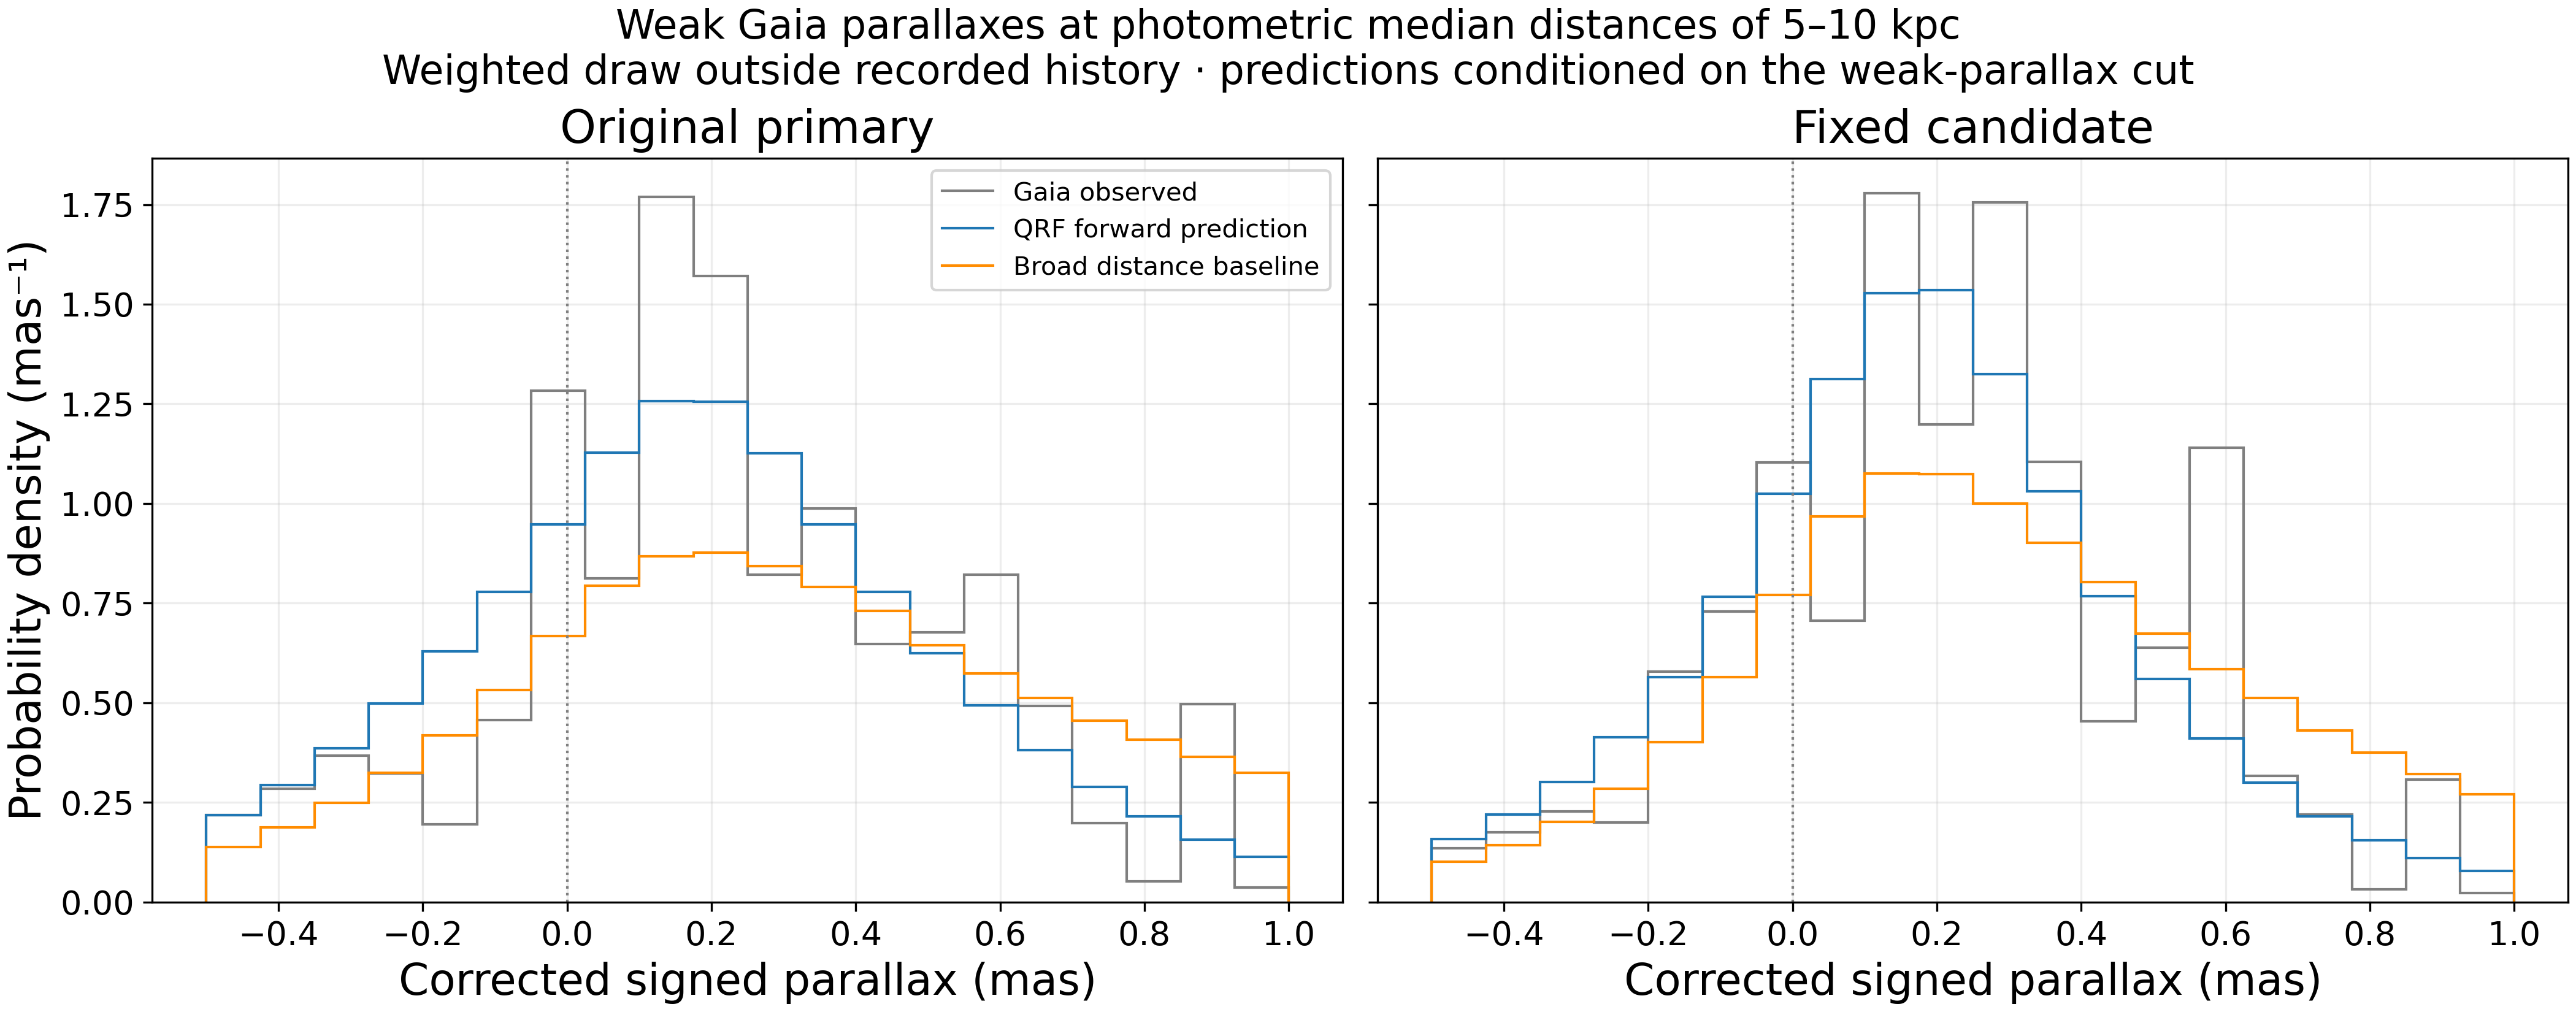 Weak Gaia parallaxes at photometric median distances of 5–10 kpc
Weighted draw outside recorded history · predictions conditioned on the weak-parallax cut
Original primary
Fixed candidate
Gaia observed
QRF forward prediction
Broad distance baseline
Probability density (mas⁻¹)
1.75
1.50
1.25
1.00
0.75
0.50
0.25
0.00
−0.4 −0.2 0.0 0.2 0.4 0.6 0.8 1.0
−0.4 −0.2 0.0 0.2 0.4 0.6 0.8 1.0
Corrected signed parallax (mas)
Corrected signed parallax (mas)